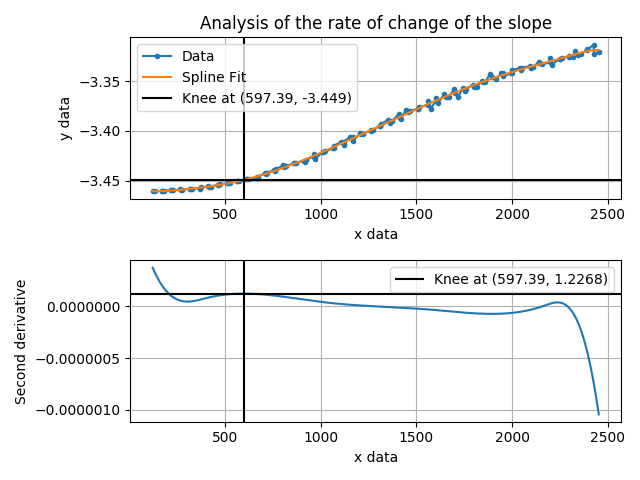 Analysis of the rate of change of the slope
Data
Spline Fit
Knee at (597.39, -3.449)
y data
−3.35
−3.40
−3.45
500
1000
1500
2000
2500
x data
Knee at (597.39, 1.2268)
Second derivative
0.0000000
−0.0000005
−0.0000010
500
1000
1500
2000
2500
x data